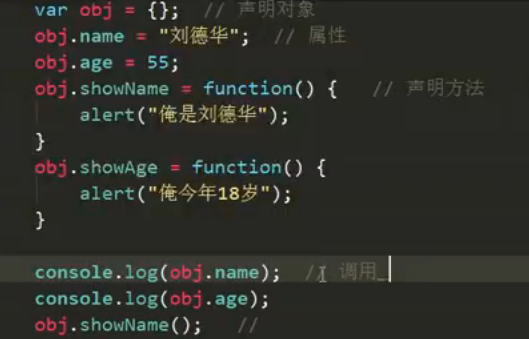 var obj = {};  // 声明对象
obj.name = "刘德华";  // 属性
obj.age = 55;
obj.showName = function() {   // 声明方法
    alert("俺是刘德华");
}
obj.showAge = function() {
    alert("俺今年18岁");
}
console.log(obj.name);  // 调用
console.log(obj.age);
obj.showName();   //